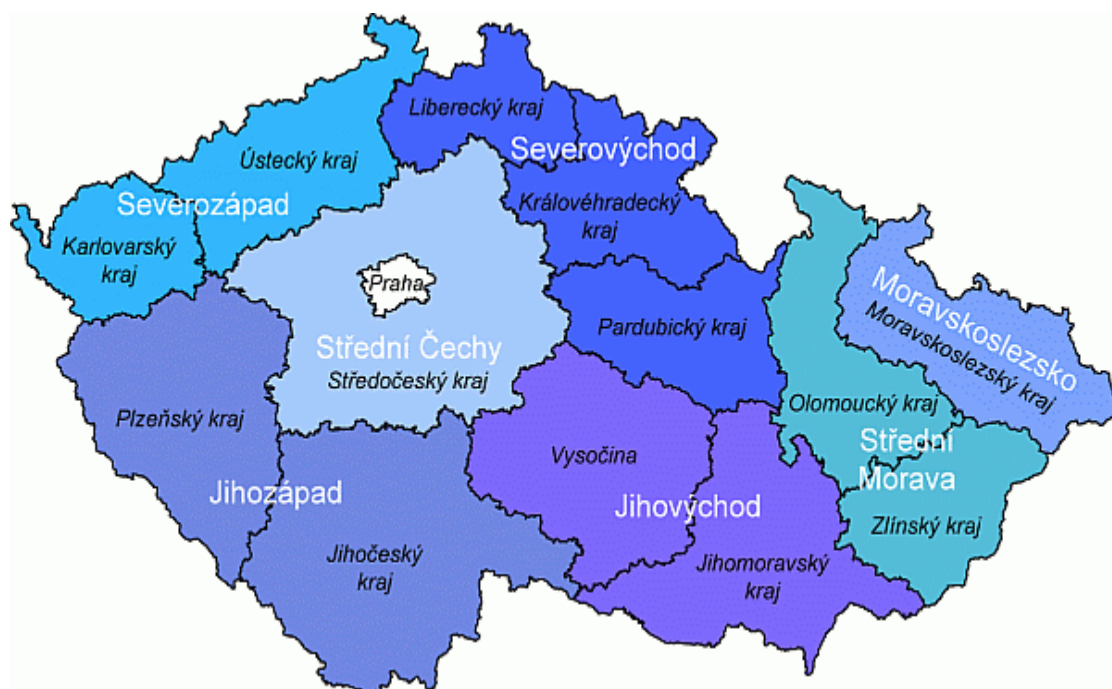 Liberecký kraj
Severovýchod
Ústecký kraj
Severozápad
Královéhradecký
kraj
Karlovarský
kraj
Praha
Moravskoslezsko
Moravskoslezský kraj
Pardubický kraj
Střední Čechy
Středočeský kraj
Plzeňský kraj
Olomoucký kraj
Střední
Morava
Vysočina
Jihozápad
Jihovýchod
Zlínský kraj
Jihočeský
kraj
Jihomoravský
kraj